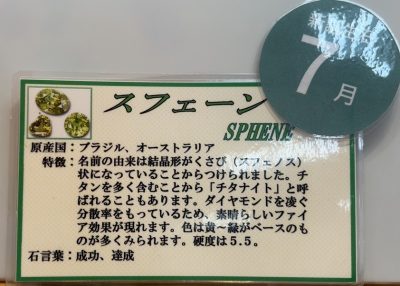 7月
スフェーン
SPHENE
原産国：ブラジル、オーストラリア
特徴：名前の由来は結晶形がくさび（スフェノス）
状になっていることからつけられました。チ
タンを多く含むことから「チタナイト」と呼
ばれることもあります。ダイヤモンドを凌ぐ
分散率をもっているため、素晴らしいファイ
ア効果が現れます。色は黄～緑がベースのも
のが多くみられます。硬度は5.5。
石言葉：成功、達成